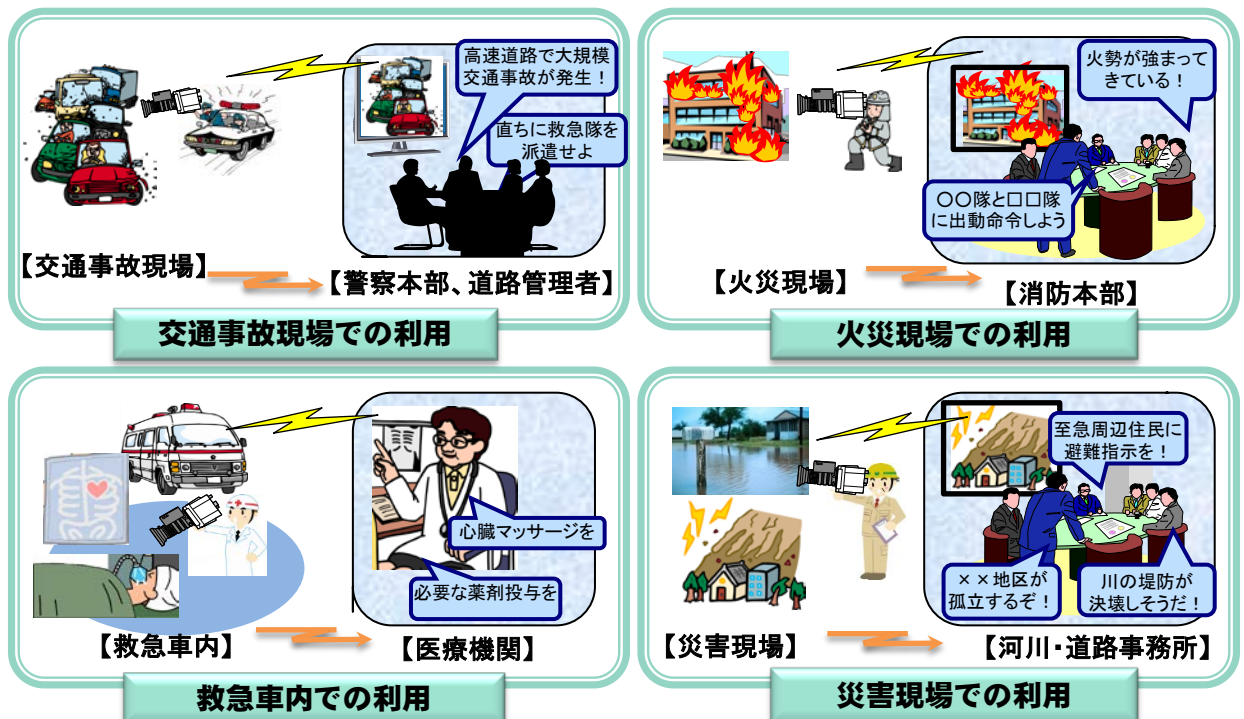 高速道路で大規模
交通事故が発生！
直ちに救急隊を
派遣せよ
【交通事故現場】
【警察本部、道路管理者】
交通事故現場での利用
火勢が強まって
きている！
〇〇隊と□□隊
に出動命令しよう
【火災現場】
【消防本部】
火災現場での利用
心臓マッサージを
必要な薬剤投与を
【救急車内】
【医療機関】
救急車内での利用
至急周辺住民に
避難指示を！
××地区が
孤立するぞ！
川の堤防が
決壊しそうだ！
【災害現場】
【河川・道路事務所】
災害現場での利用